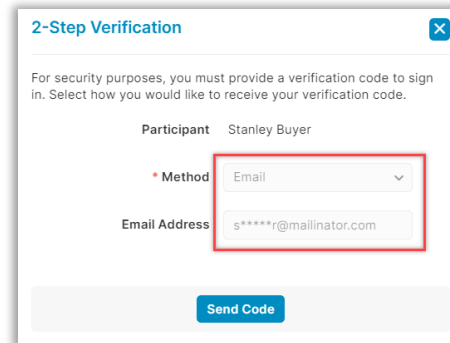 2-Step Verification
For security purposes, you must provide a verification code to sign
in. Select how you would like to receive your verification code.
Participant Stanley Buyer
* Method Email
Email Address s*****r@mailinator.com
Send Code